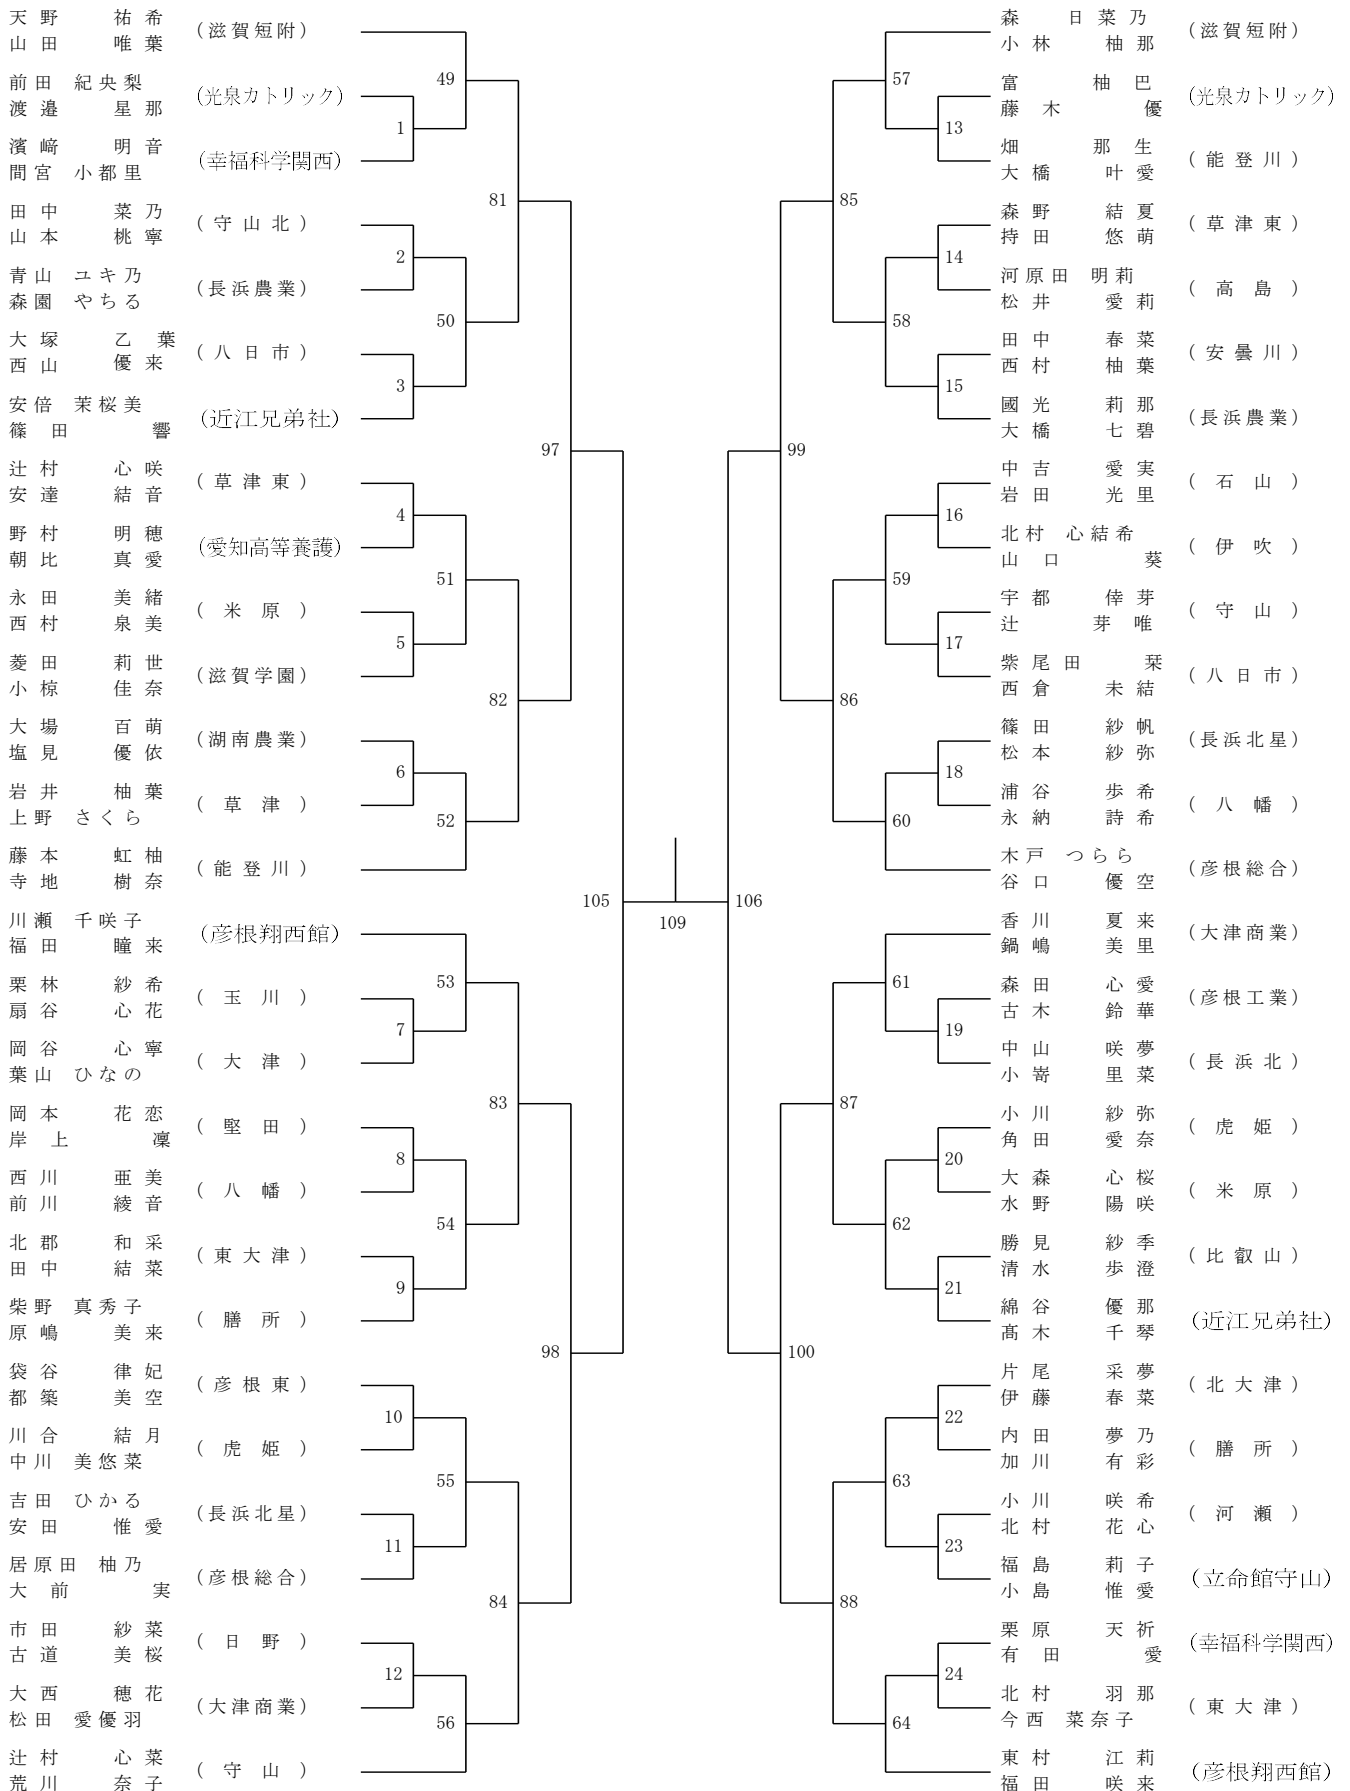 天野 祐希
山田 唯葉
(滋賀短附)
前田 紀央梨
渡邉 星那
(光泉カトリック)
濱﨑 明音
間宮 小都里
(幸福科学関西)
田中 菜乃
山本 桃寧
(守山北)
青山 ユキ乃
森園 やちる
(長浜農業)
大塚 乙葉
西山 優来
(八日市)
安倍 茉桜美
篠田 響
(近江兄弟社)
辻村 心咲
安達 結音
(草津東)
野村 明穂
朝比 真愛
(愛知高等養護)
永田 美緒
西村 泉美
(米原)
菱田 莉世
小椋 佳奈
(滋賀学園)
大場 百萌
塩見 優依
(湖南農業)
岩井 柚葉
上野 さくら
(草津)
藤本 虹柚
寺地 樹奈
(能登川)
川瀬 千咲子
福田 瞳来
(彦根翔西館)
栗林 紗希
扇谷 心花
(玉川)
岡谷 心寧
葉山 ひなの
(大津)
岡本 花恋
岸上 凜
(堅田)
西川 亜美
前川 綾音
(八幡)
北郡 和采
田中 結菜
(東大津)
柴野 真秀子
原嶋 美来
(膳所)
袋谷 律妃
都築 美空
(彦根東)
川合 結月
中川 美悠菜
(虎姫)
吉田 ひかる
安田 惟愛
(長浜北星)
居原田 柚乃
大前 実
(彦根総合)
市田 紗菜
古道 美桜
(日野)
大西 穂花
松田 愛優羽
(大津商業)
辻村 心菜
荒川 奈子
(守山)
49
1
81
2
50
3
97
4
51
5
82
6
52
105
53
7
83
8
54
9
98
10
55
11
84
12
56
109
106
57
13
85
14
58
15
99
16
59
17
86
18
60
61
19
87
20
62
21
100
22
63
23
88
24
64
森 日菜乃
小林 柚那
(滋賀短附)
富 柚巴
藤木 優
(光泉カトリック)
畑 那生
大橋 叶愛
(能登川)
森野 結夏
持田 悠萌
(草津東)
河原田 明莉
松井 愛莉
(高島)
田中 春菜
西村 柚葉
(安曇川)
國光 莉那
大橋 七碧
(長浜農業)
中吉 愛実
岩田 光里
(石山)
北村 心結希
山口 葵
(伊吹)
宇都 倖芽
辻 芽唯
(守山)
紫尾田 栞
西倉 未結
(八日市)
篠田 紗帆
松本 紗弥
(長浜北星)
浦谷 歩希
永納 詩希
(八幡)
木戸 つらら
谷口 優空
(彦根総合)
香川 夏来
鍋嶋 美里
(大津商業)
森田 心愛
古木 鈴華
(彦根工業)
中山 咲夢
小嵜 里菜
(長浜北)
小川 紗弥
角田 愛奈
(虎姫)
大森 心桜
水野 陽咲
(米原)
勝見 紗季
清水 歩澄
(比叡山)
綿谷 優那
髙木 千琴
(近江兄弟社)
片尾 采夢
伊藤 春菜
(北大津)
内田 夢乃
加川 有彩
(膳所)
小川 咲希
北村 花心
(河瀬)
福島 莉子
小島 惟愛
(立命館守山)
栗原 天祈
有田 愛
(幸福科学関西)
北村 羽那
今西 菜奈子
(東大津)
東村 江莉
福田 咲来
(彦根翔西館)